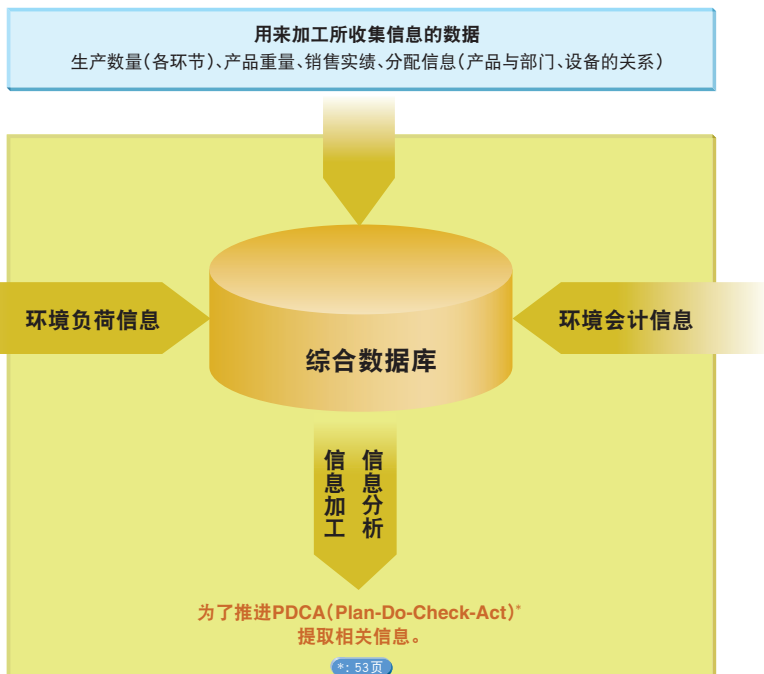 用来加工所收集信息的数据
生产数量（各环节）、产品重量、销售实绩、分配信息（产品与部门、设备的关系）
环境负荷信息
环境会计信息
综合数据库
信息加工
信息分析
为了推进PDCA（Plan-Do-Check-Act）*
提取相关信息。
*: 53页